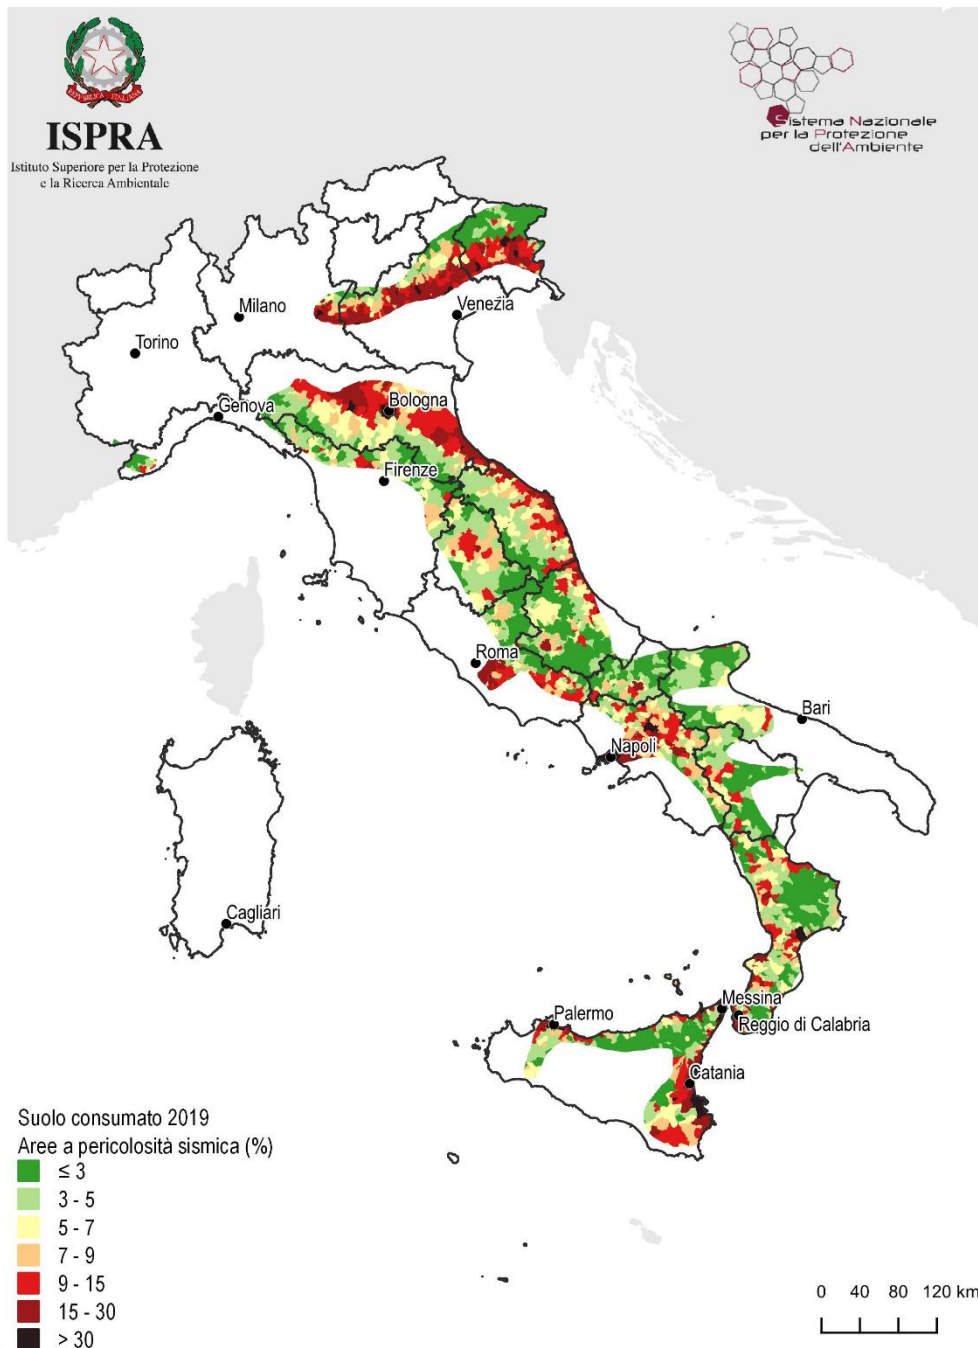 REPVBBLICA ITALIANA
ISPRA
Istituto Superiore per la Protezione
e la Ricerca Ambientale
Sistema Nazionale
per la Protezione
dell'Ambiente
Milano
Venezia
Torino
Genova
Bologna
Firenze
Roma
Bari
Napoli
Cagliari
Messina
Palermo
Reggio di Calabria
Catania
Suolo consumato 2019
Aree a pericolosità sismica (%)
≤ 3
3 - 5
5 - 7
7 - 9
9 - 15
15 - 30
> 30
0 40 80 120 km